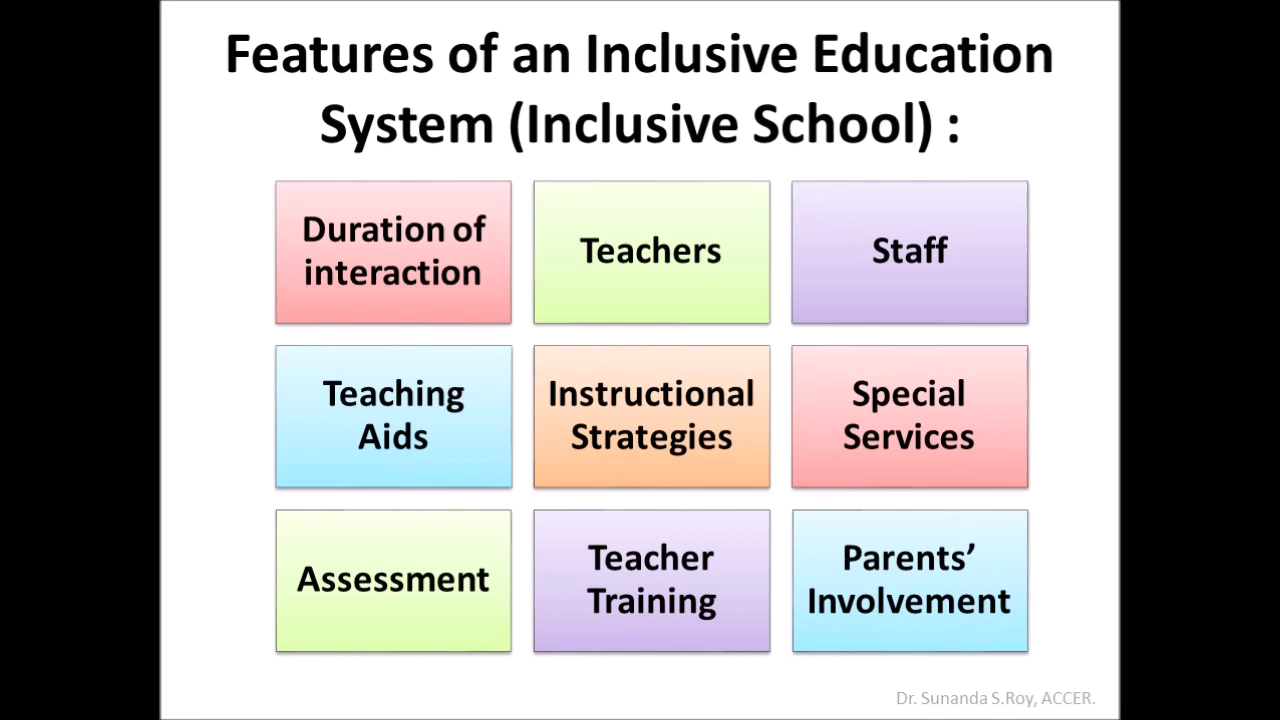 Features of an Inclusive Education
System (Inclusive School) :
Duration of
interaction
Teachers
Staff
Teaching
Aids
Instructional
Strategies
Special
Services
Assessment
Teacher
Training
Parents’
Involvement
Dr. Sunanda S.Roy, ACCER.